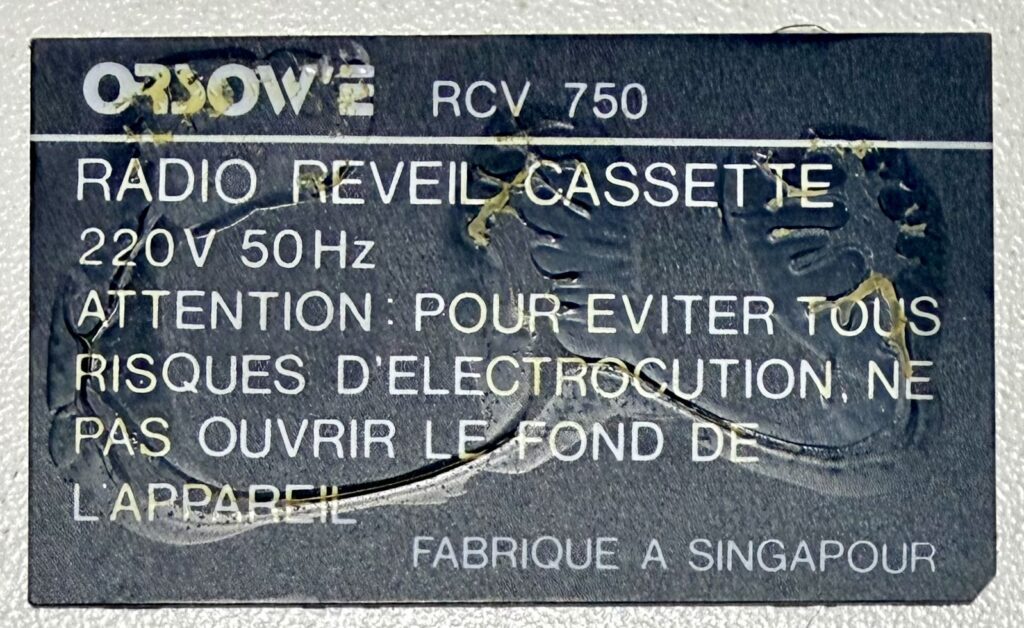 ORSOW'E RCV 750
RADIO REVEIL CASSETTE
220V 50Hz
ATTENTION : POUR EVITER TOUS
RISQUES D'ELECTROCUTION, NE
PAS OUVRIR LE FOND DE
L'APPAREIL
FABRIQUE A SINGAPOUR